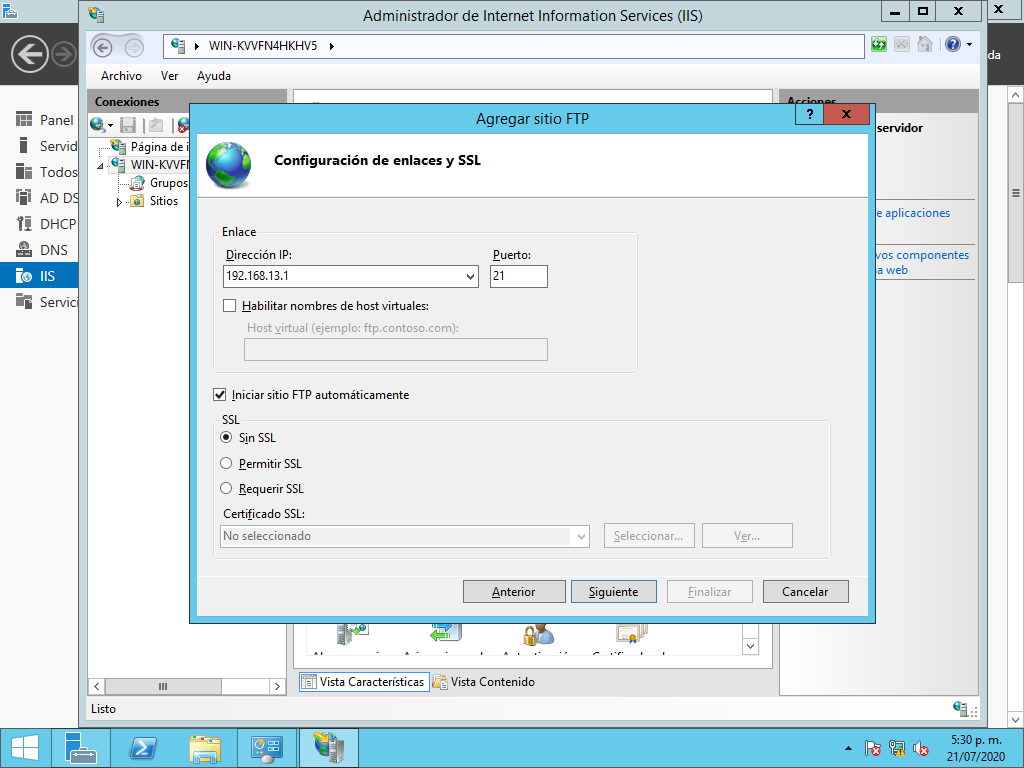 Administrador de Internet Information Services (IIS)
WIN-KVVFN4HKHV5
Archivo Ver Ayuda
da
Conexiones
Acciones
Panel
Servid
Todos
AD DS
DHCP
DNS
IIS
Servici
Página de i
WIN-KVVFN
Grupos
Sitios
servidor
e aplicaciones
vos componentes
a web
Agregar sitio FTP
?
Configuración de enlaces y SSL
Enlace
Dirección IP:
Puerto:
192.168.13.1
21
Habilitar nombres de host virtuales:
Host virtual (ejemplo: ftp.contoso.com):
Iniciar sitio FTP automáticamente
SSL
Sin SSL
Permitir SSL
Requerir SSL
Certificado SSL:
No seleccionado
Seleccionar...
Ver...
Anterior
Siguiente
Finalizar
Cancelar
Vista Características
Vista Contenido
Listo
5:30 p. m.
21/07/2020